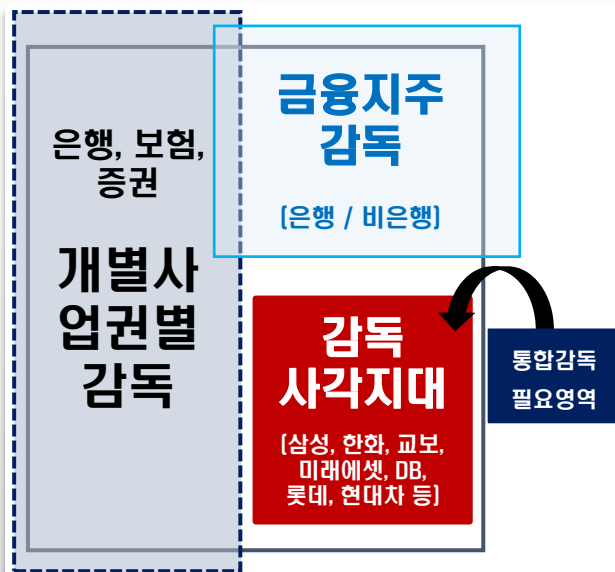 은행, 보험,
증권
개별사
업권별
감독
금융지주
감독
(은행 / 비은행)
감독
사각지대
(삼성, 한화, 교보,
미래에셋, DB,
롯데, 현대차 등)
통합감독
필요영역